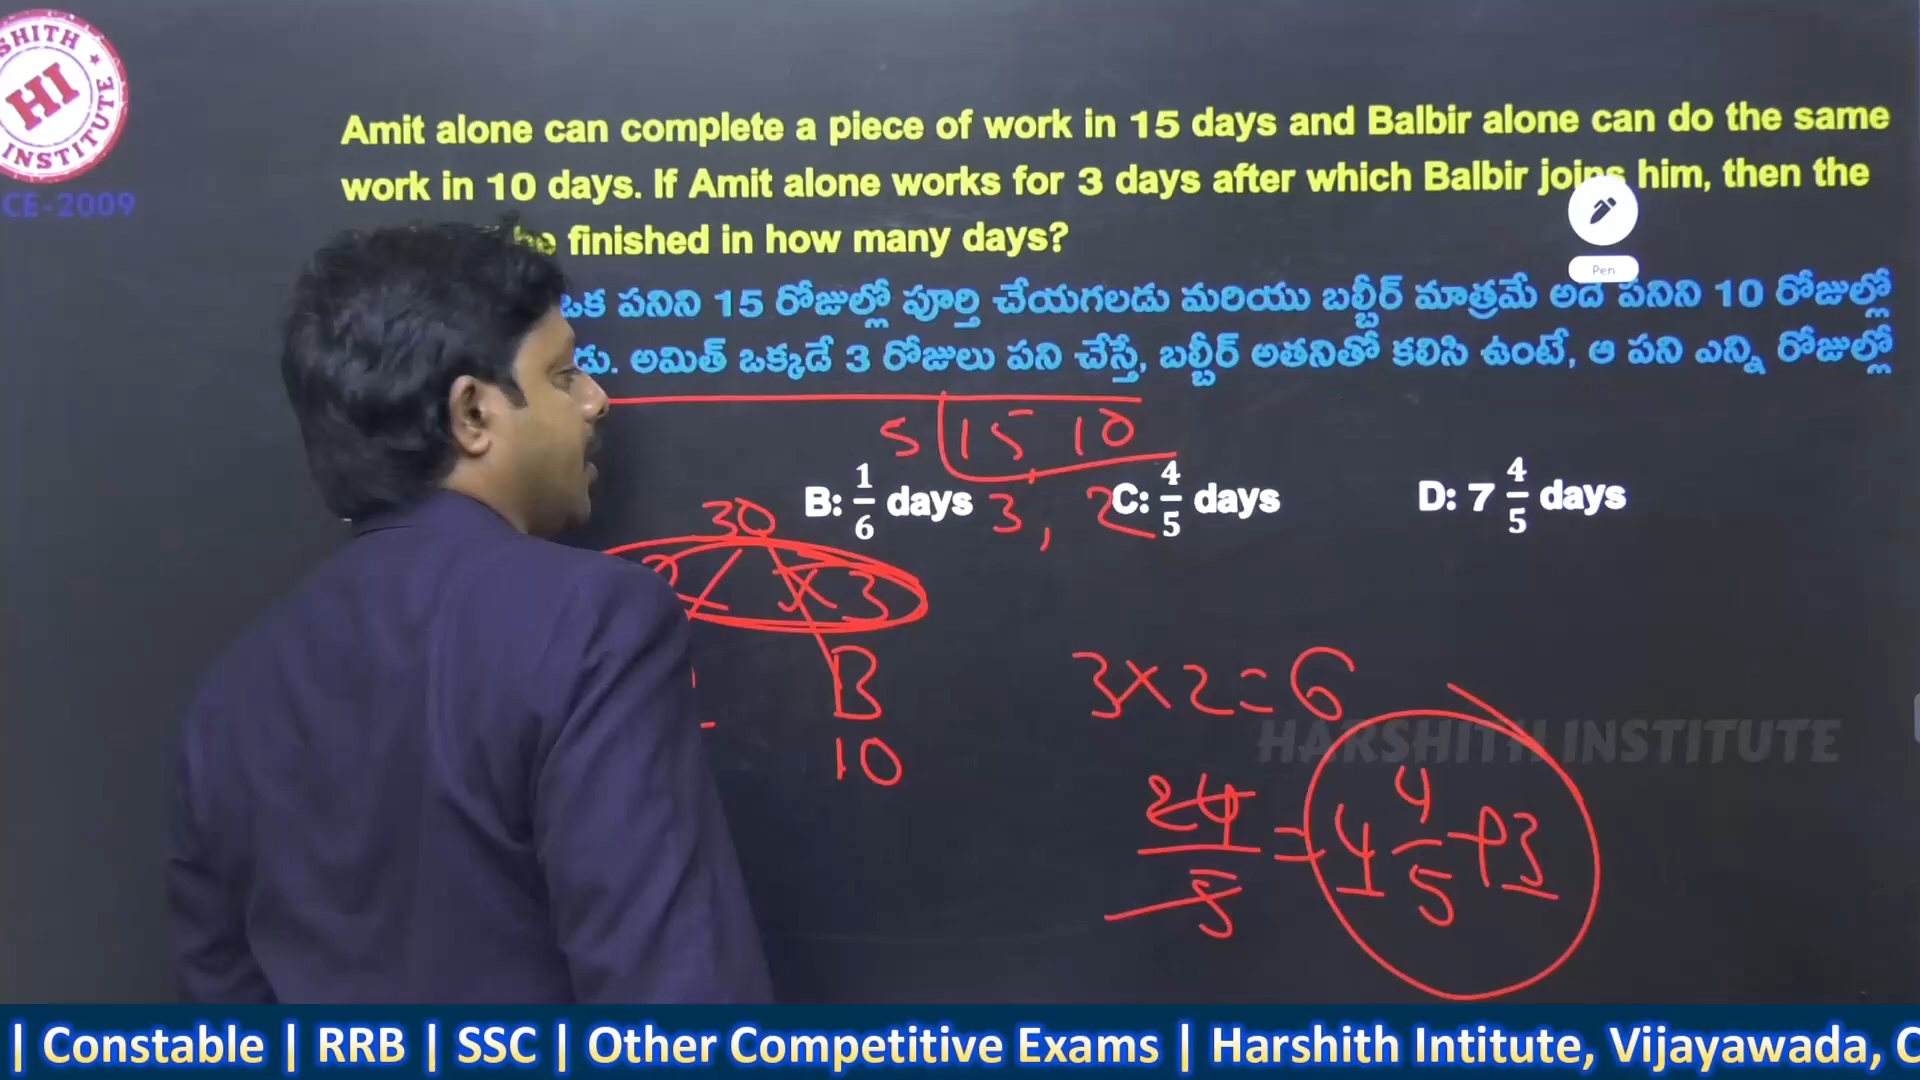 SHITH
HI
INSTITUTE
CE-2009
Amit alone can complete a piece of work in 15 days and Balbir alone can do the same
work in 10 days. If Amit alone works for 3 days after which Balbir joins him, then the
be finished in how many days?
Pen
ఒక పనిని 15 రోజుల్లో పూర్తి చేయగలడు మరియు బల్బీర్ మాత్రమే అదే పనిని 10 రోజుల్లో
డు. అమిత్ ఒక్కడే 3 రోజులు పని చేస్తే, బల్బీర్ అతనితో కలిసి ఉంటే, ఆ పని ఎన్ని రోజుల్లో
5 15 10
B: 1/6 days C: 4/5 days D: 7 4/5 days
3, 2
30
2 × 3
B
10
3×2=6
HARSHITH INSTITUTE
24/5 = 4 4/5 + 3
| Constable | RRB | SSC | Other Competitive Exams | Harshith Intitute, Vijayawada, C